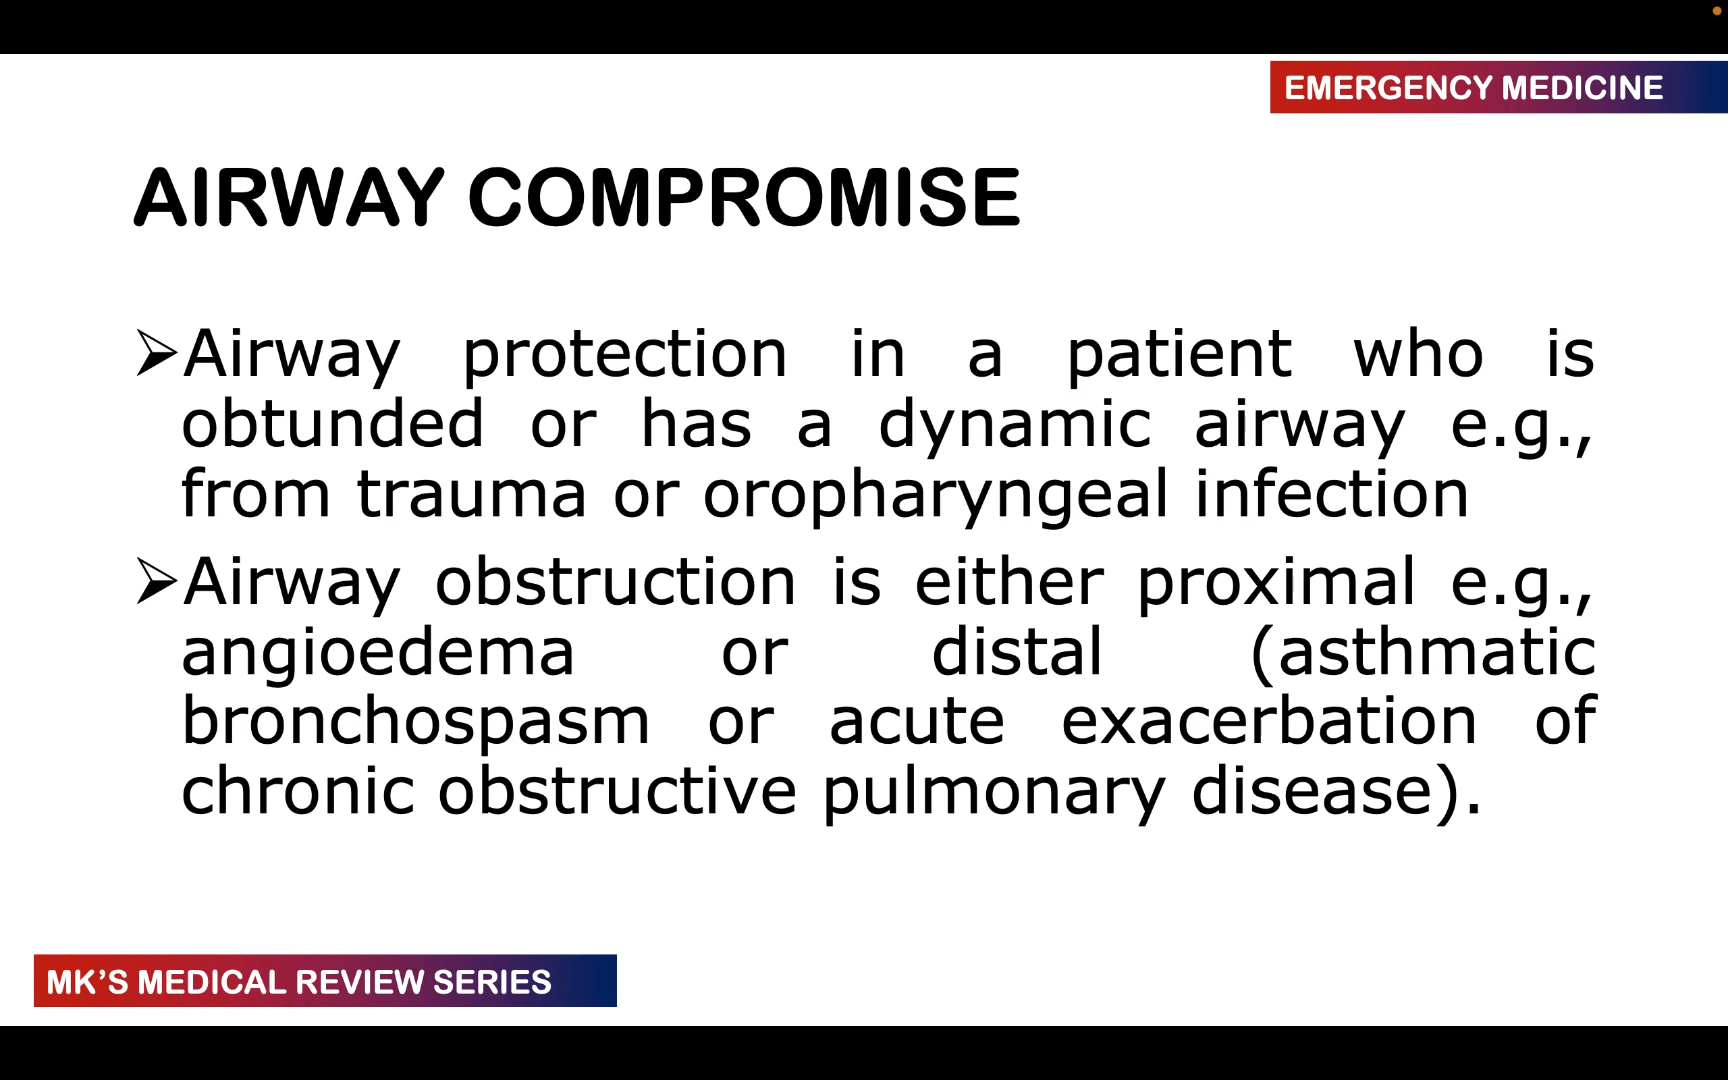 EMERGENCY MEDICINE
AIRWAY COMPROMISE
➢Airway protection in a patient who is
obtunded or has a dynamic airway e.g.,
from trauma or oropharyngeal infection
➢Airway obstruction is either proximal e.g.,
angioedema or distal (asthmatic
bronchospasm or acute exacerbation of
chronic obstructive pulmonary disease).
MK’S MEDICAL REVIEW SERIES